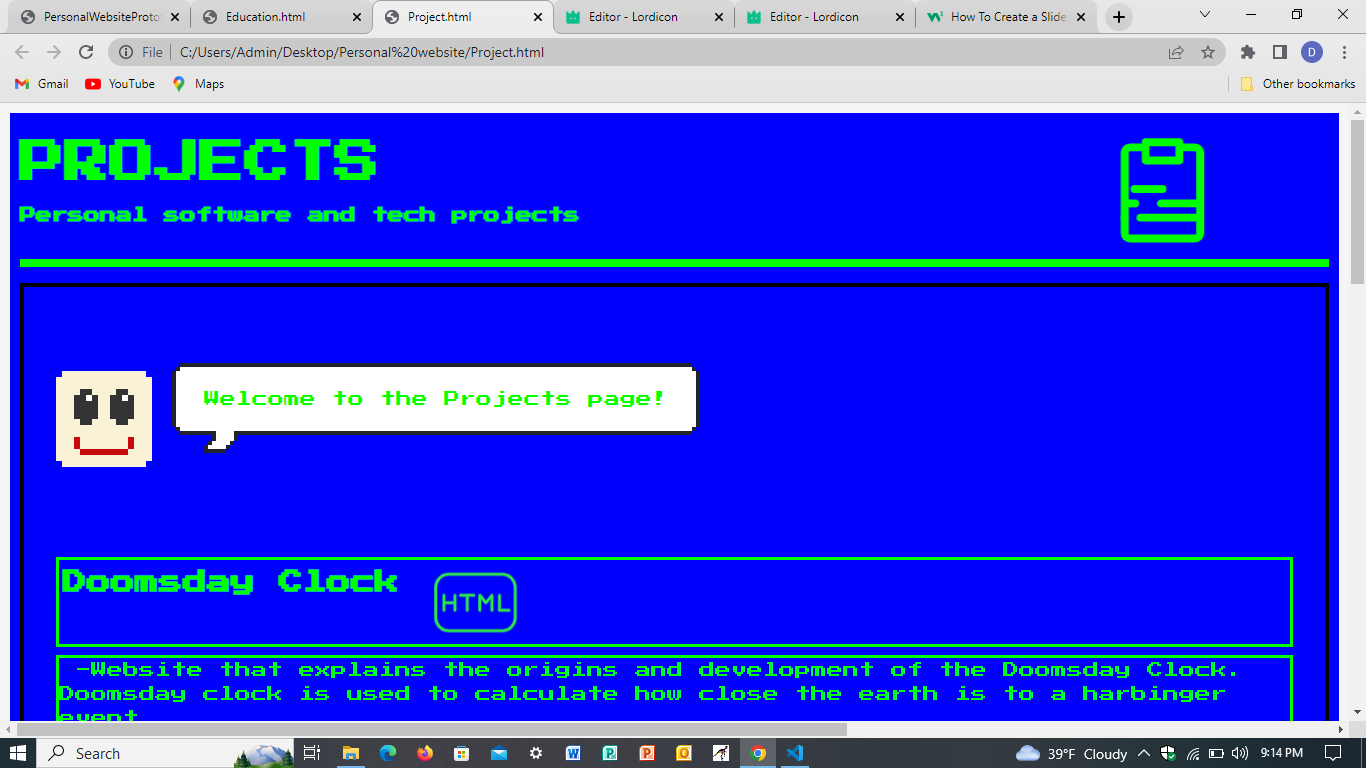 PersonalWebsiteProto
Education.html
Project.html
Editor - Lordicon
Editor - Lordicon
How To Create a Slide
File
C:/Users/Admin/Desktop/Personal%20website/Project.html
D
Gmail
YouTube
Maps
Other bookmarks
PROJECTS
Personal software and tech projects
Welcome to the Projects page!
Doomsday Clock
HTML
-Website that explains the origins and development of the Doomsday Clock.
Doomsday clock is used to calculate how close the earth is to a harbinger
event
Search
39°F Cloudy
9:14 PM